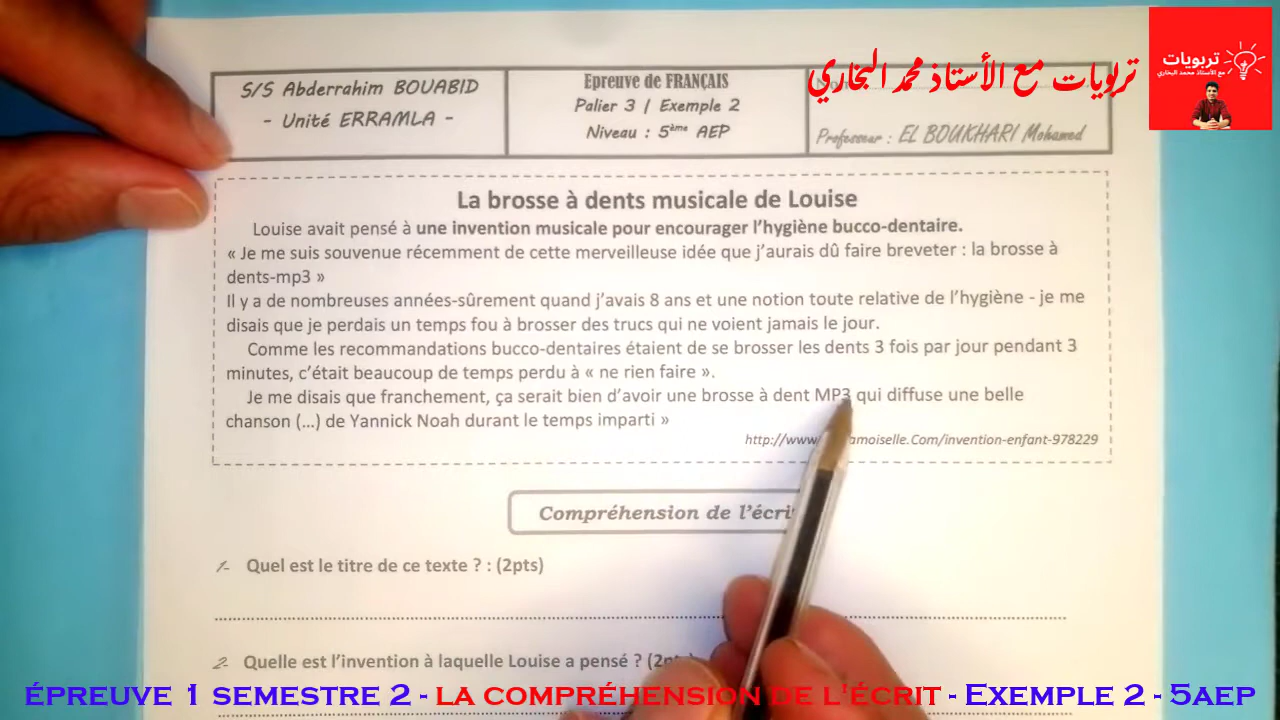 S/S Abderrahim BOUABID
- Unité ERRAMLA -
Epreuve de FRANÇAIS
Palier 3 / Exemple 2
Niveau : 5ème AEP
تربويات مع الأستاذ محمد البخاري
Professeur : EL BOUKHARI Mohamed
تربويات
مع الأستاذ محمد البخاري
La brosse à dents musicale de Louise
Louise avait pensé à une invention musicale pour encourager l'hygiène bucco-dentaire.
« Je me suis souvenue récemment de cette merveilleuse idée que j'aurais dû faire breveter : la brosse à
dents-mp3 »
Il y a de nombreuses années-sûrement quand j'avais 8 ans et une notion toute relative de l'hygiène - je me
disais que je perdais un temps fou à brosser des trucs qui ne voient jamais le jour.
Comme les recommandations bucco-dentaires étaient de se brosser les dents 3 fois par jour pendant 3
minutes, c'était beaucoup de temps perdu à « ne rien faire ».
Je me disais que franchement, ça serait bien d'avoir une brosse à dent MP3 qui diffuse une belle
chanson (...) de Yannick Noah durant le temps imparti »
http://www amoiselle.Com/invention-enfant-978229
Compréhension de l'écrit
1- Quel est le titre de ce texte ? : (2pts)
2- Quelle est l'invention à laquelle Louise a pensé ? (2pts)
ÉPREUVE 1 SEMESTRE 2 - LA COMPRÉHENSION DE L'ÉCRIT - EXEMPLE 2 - 5AEP